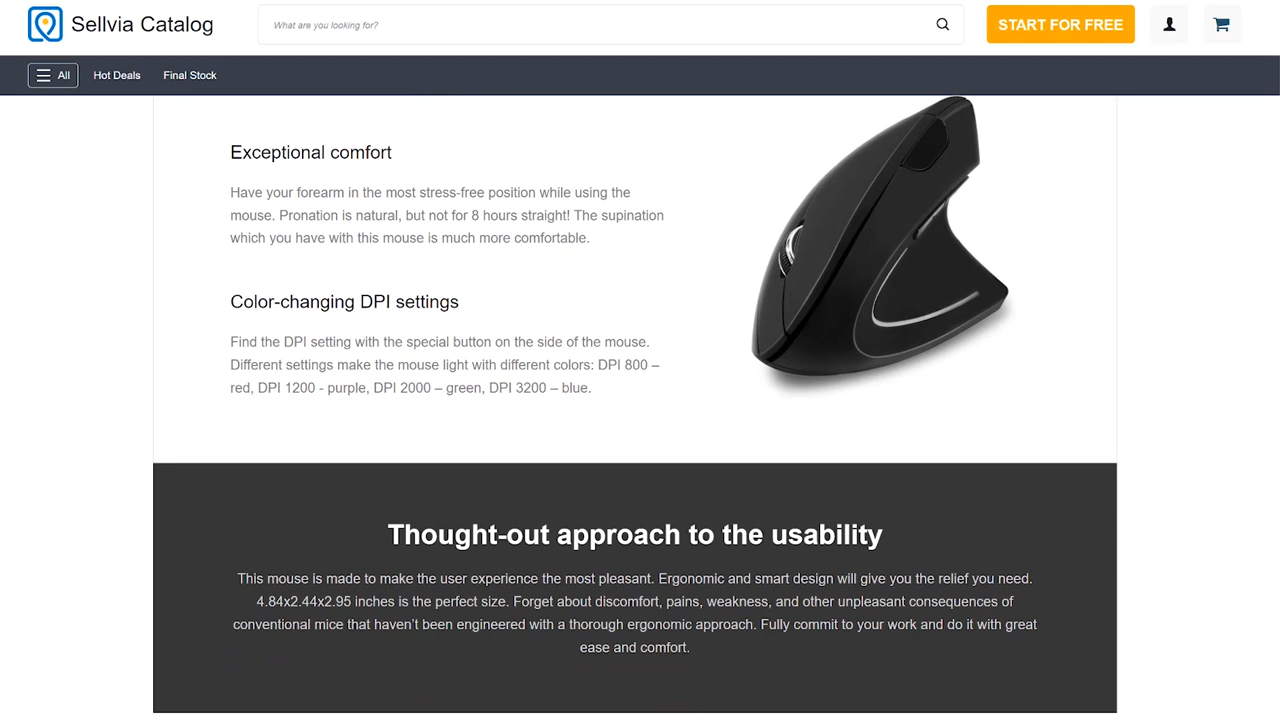 Sellvia Catalog
What are you looking for?
START FOR FREE
All
Hot Deals
Final Stock
Exceptional comfort
Have your forearm in the most stress-free position while using the
mouse. Pronation is natural, but not for 8 hours straight! The supination
which you have with this mouse is much more comfortable.
Color-changing DPI settings
Find the DPI setting with the special button on the side of the mouse.
Different settings make the mouse light with different colors: DPI 800 –
red, DPI 1200 - purple, DPI 2000 – green, DPI 3200 – blue.
Thought-out approach to the usability
This mouse is made to make the user experience the most pleasant. Ergonomic and smart design will give you the relief you need.
4.84x2.44x2.95 inches is the perfect size. Forget about discomfort, pains, weakness, and other unpleasant consequences of
conventional mice that haven’t been engineered with a thorough ergonomic approach. Fully commit to your work and do it with great
ease and comfort.